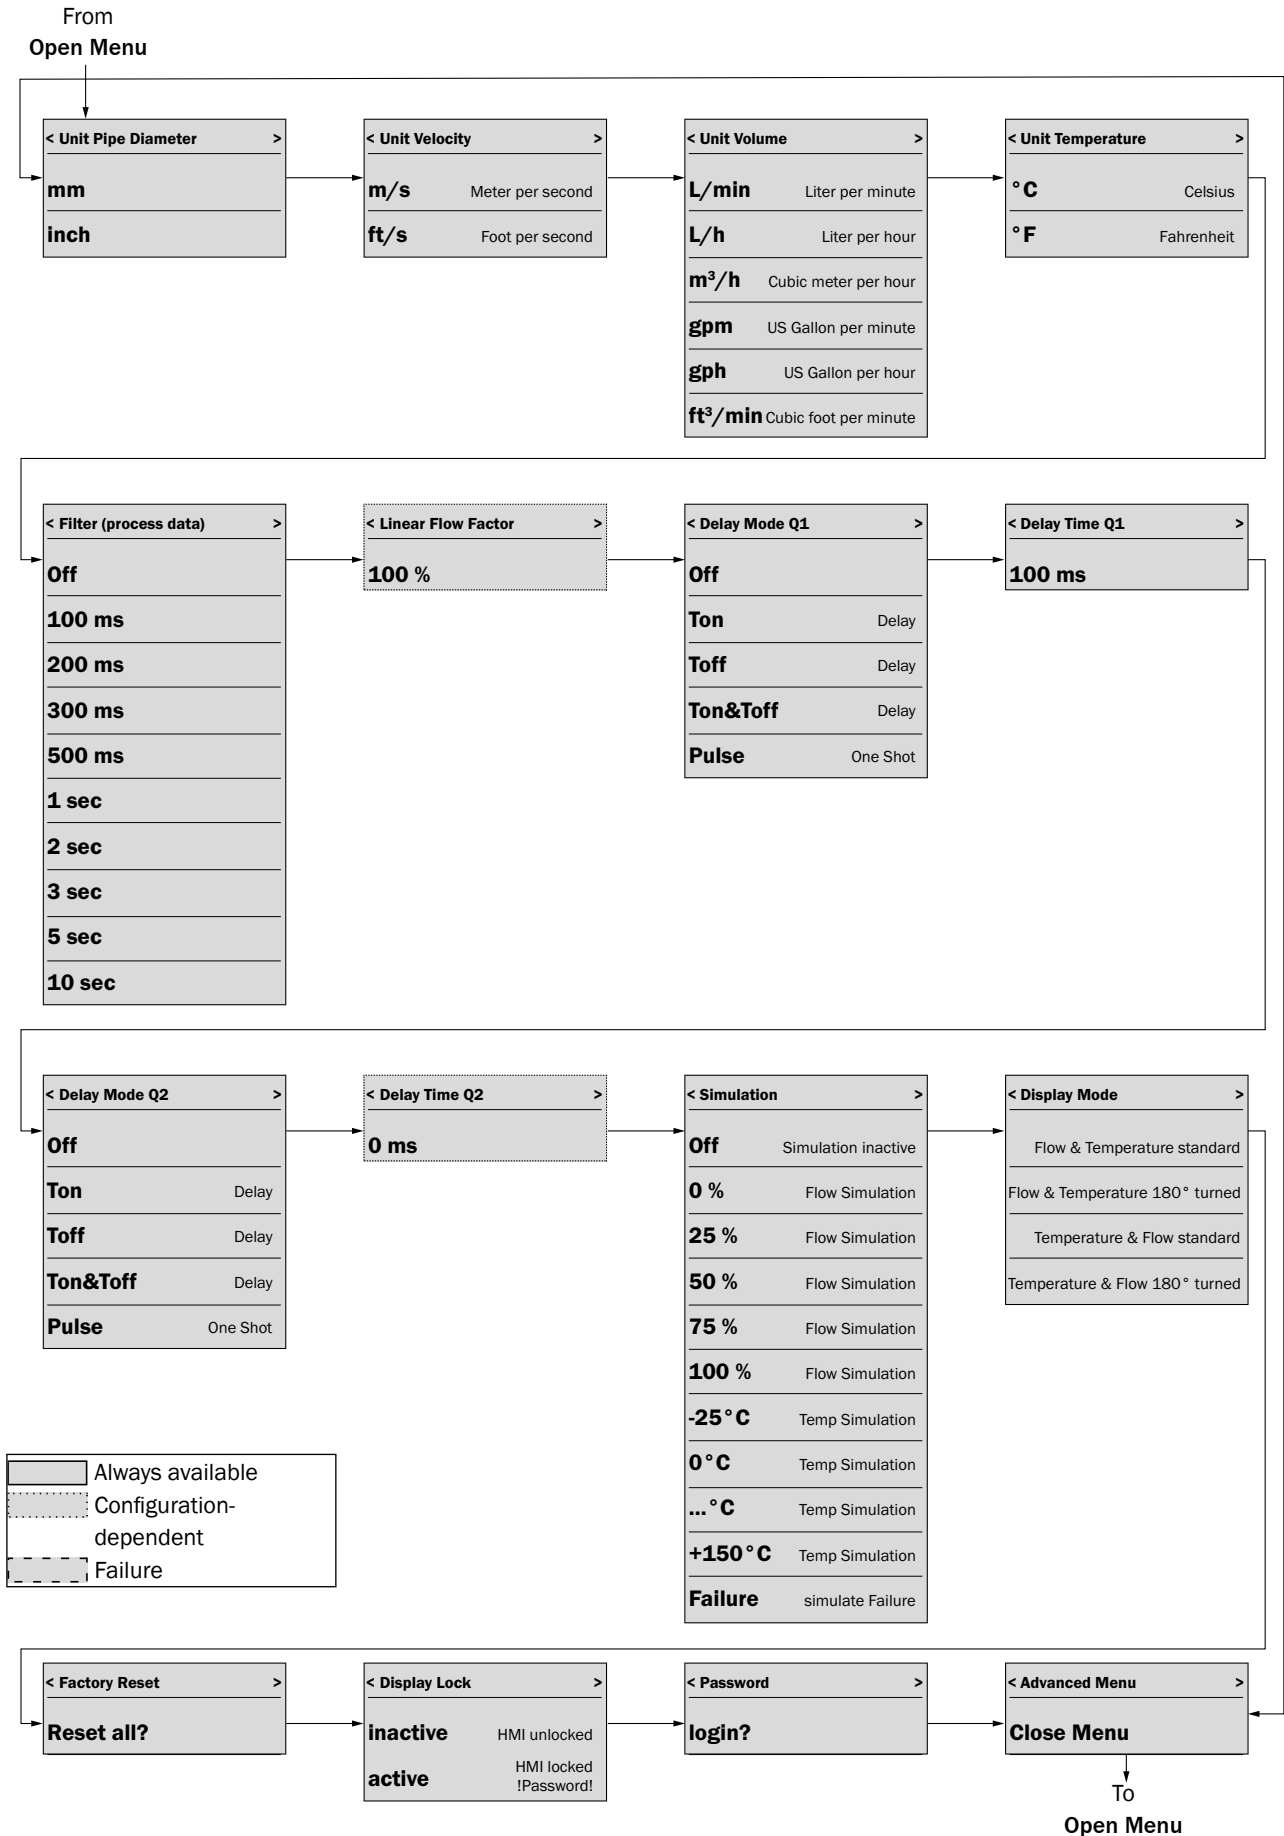 From
Open Menu
< Unit Pipe Diameter >
mm
inch
< Unit Velocity >
m/s Meter per second
ft/s Foot per second
< Unit Volume >
L/min Liter per minute
L/h Liter per hour
m³/h Cubic meter per hour
gpm US Gallon per minute
gph US Gallon per hour
ft³/min Cubic foot per minute
< Unit Temperature >
°C Celsius
°F Fahrenheit
< Filter (process data) >
Off
100 ms
200 ms
300 ms
500 ms
1 sec
2 sec
3 sec
5 sec
10 sec
< Linear Flow Factor >
100 %
< Delay Mode Q1 >
Off
Ton Delay
Toff Delay
Ton&Toff Delay
Pulse One Shot
< Delay Time Q1 >
100 ms
< Delay Mode Q2 >
Off
Ton Delay
Toff Delay
Ton&Toff Delay
Pulse One Shot
< Delay Time Q2 >
0 ms
< Simulation >
Off Simulation inactive
0 % Flow Simulation
25 % Flow Simulation
50 % Flow Simulation
75 % Flow Simulation
100 % Flow Simulation
-25°C Temp Simulation
0°C Temp Simulation
...°C Temp Simulation
+150°C Temp Simulation
Failure simulate Failure
< Display Mode >
Flow & Temperature standard
Flow & Temperature 180° turned
Temperature & Flow standard
Temperature & Flow 180° turned
Always available
Configuration-
dependent
Failure
< Factory Reset >
Reset all?
< Display Lock >
inactive HMI unlocked
active HMI locked
!Password!
< Password >
login?
< Advanced Menu >
Close Menu
To
Open Menu